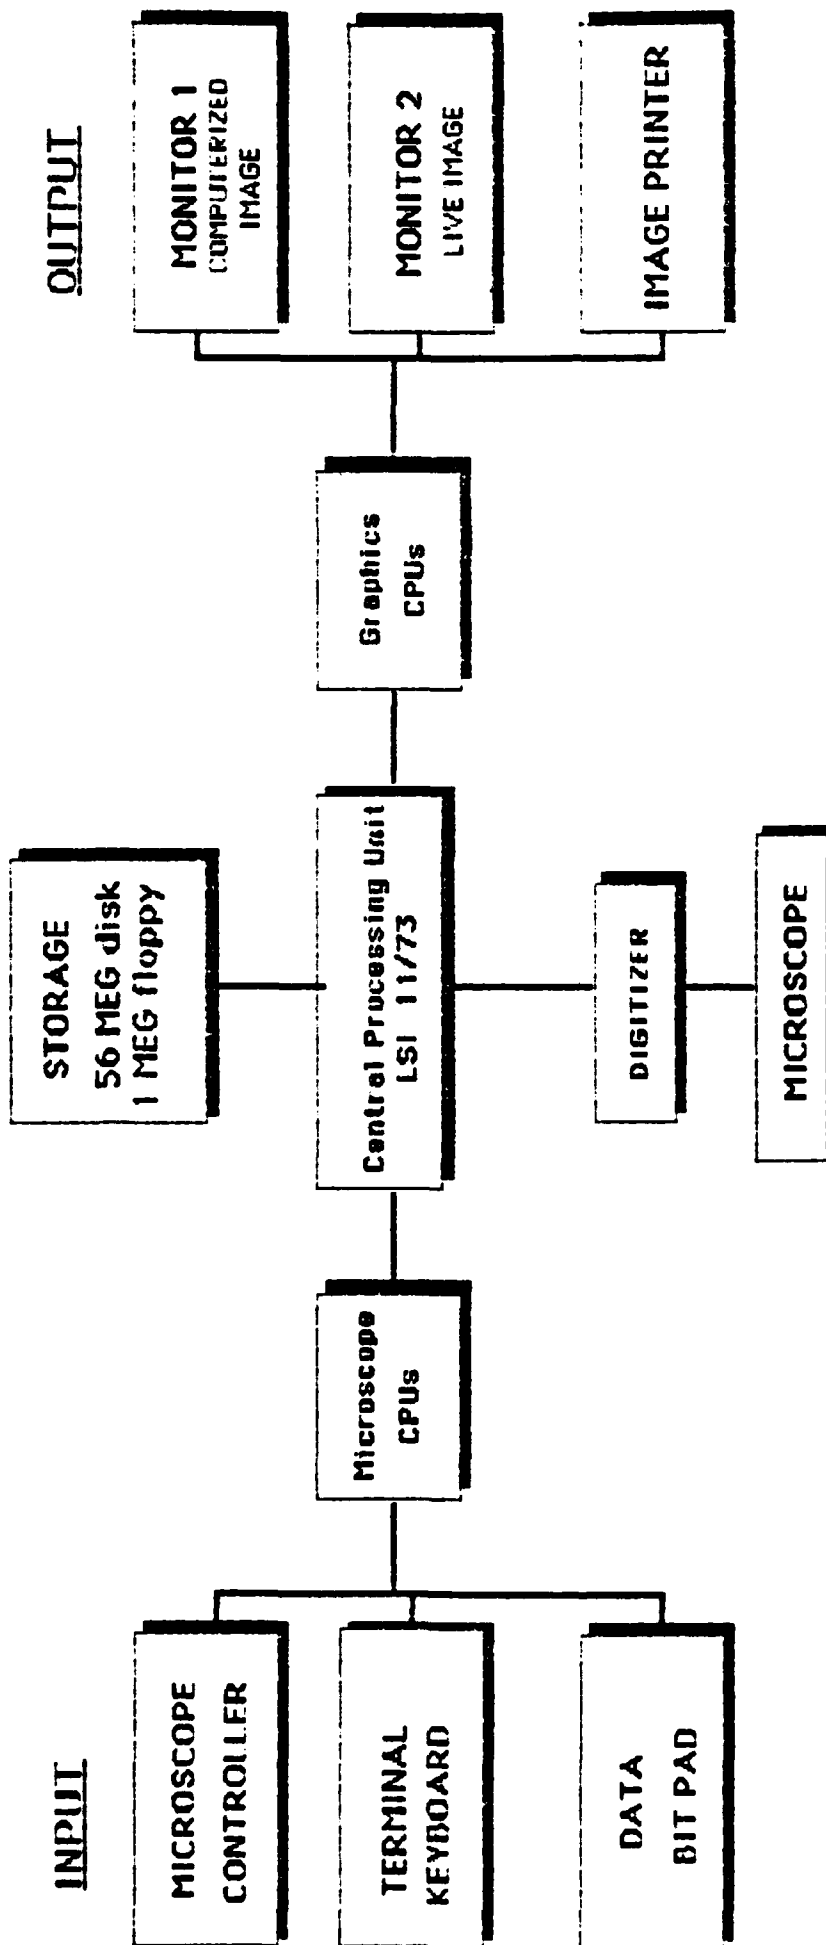 INPUT
OUTPUT
MICROSCOPE
CONTROLLER
TERMINAL
KEYBOARD
DATA
BIT PAD
Microscope
CPUs
STORAGE
56 MEG disk
1 MEG floppy
Central Processing Unit
LSI 11/73
DIGITIZER
MICROSCOPE
Graphics
CPUs
MONITOR 1
COMPUTERIZED
IMAGE
MONITOR 2
LIVE IMAGE
IMAGE PRINTER